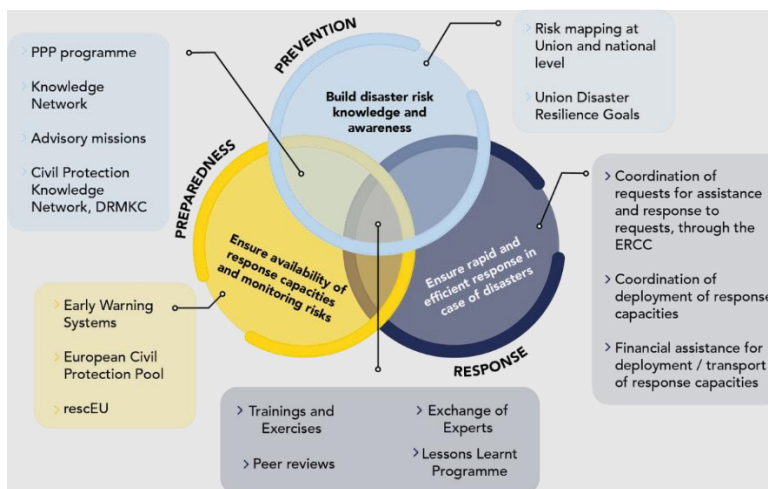 PPP programme
Knowledge
Network
Advisory missions
Civil Protection
Knowledge
Network, DRMKC
PREVENTION
Build disaster risk
knowledge and
awareness
Risk mapping at
Union and national
level
Union Disaster
Resilience Goals
PREPAREDNESS
Ensure availability of
response capacities
and monitoring risks
Ensure rapid and
efficient response in
case of disasters
RESPONSE
Coordination of
requests for assistance
and response to
requests, through the
ERCC
Coordination of
deployment of response
capacities
Financial assistance for
deployment / transport
of response capacities
Early Warning
Systems
European Civil
Protection Pool
rescEU
Trainings and
Exercises
Peer reviews
Exchange of
Experts
Lessons Learnt
Programme